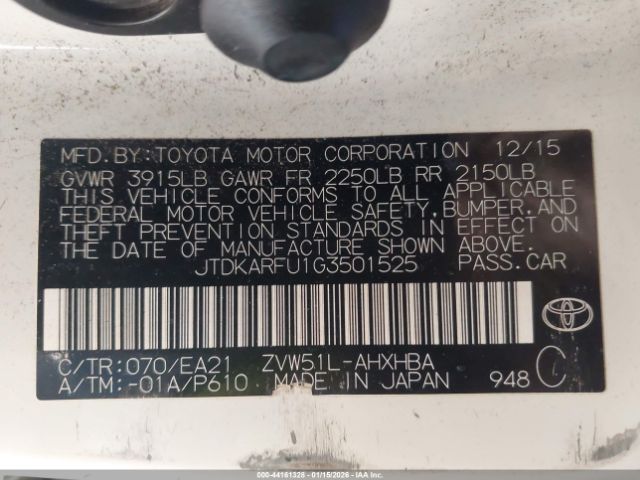 MFD.BY:TOYOTA MOTOR CORPORATION 12/15
GVWR 3915LB GAWR FR 2250LB RR 2150LB
THIS VEHICLE CONFORMS TO ALL APPLICABLE
FEDERAL MOTOR VEHICLE SAFETY,BUMPER,AND
THEFT PREVENTION STANDARDS IN EFFECT ON
THE DATE OF MANUFACTURE SHOWN ABOVE.
JTDKARFU1G3501525 PASS.CAR
C/TR:070/EA21 ZVW51L-AHXHBA
A/TM:-01A/P610 MADE IN JAPAN 948 C
000-44161328 - 01/15/2026 - IAA Inc.